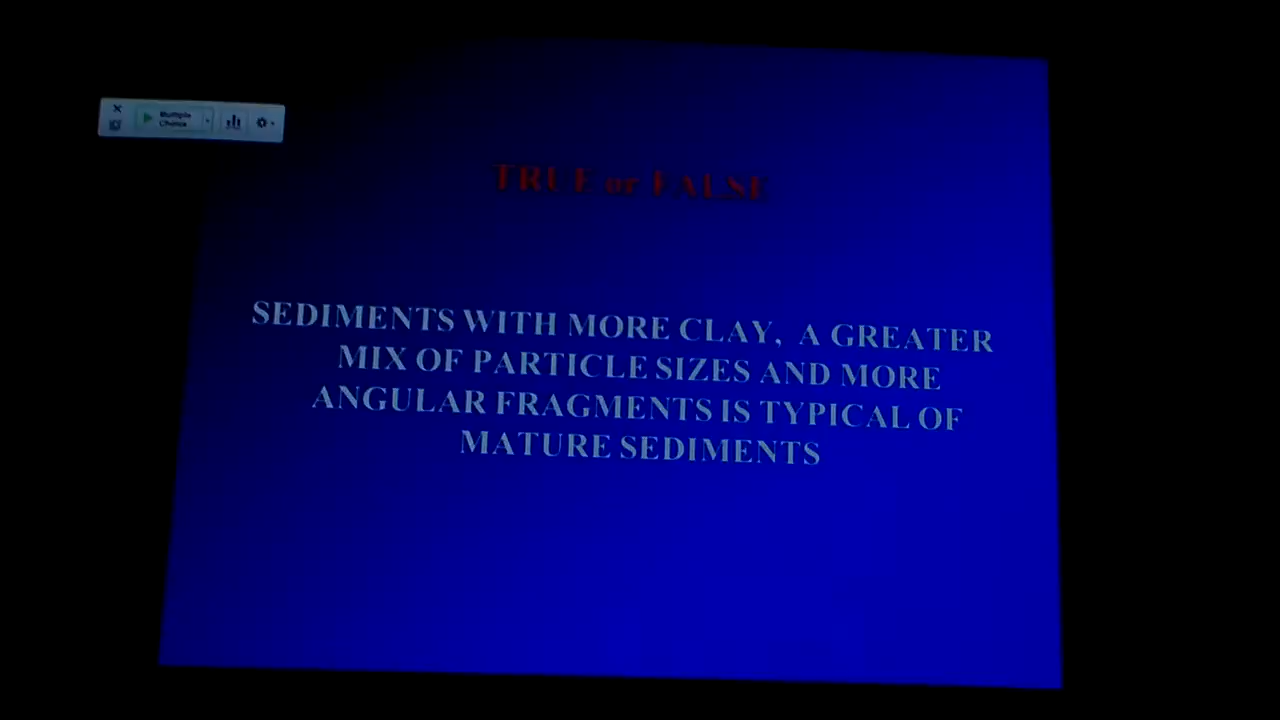 Multiple
Choice
TRUE or FALSE
SEDIMENTS WITH MORE CLAY, A GREATER
MIX OF PARTICLE SIZES AND MORE
ANGULAR FRAGMENTS IS TYPICAL OF
MATURE SEDIMENTS